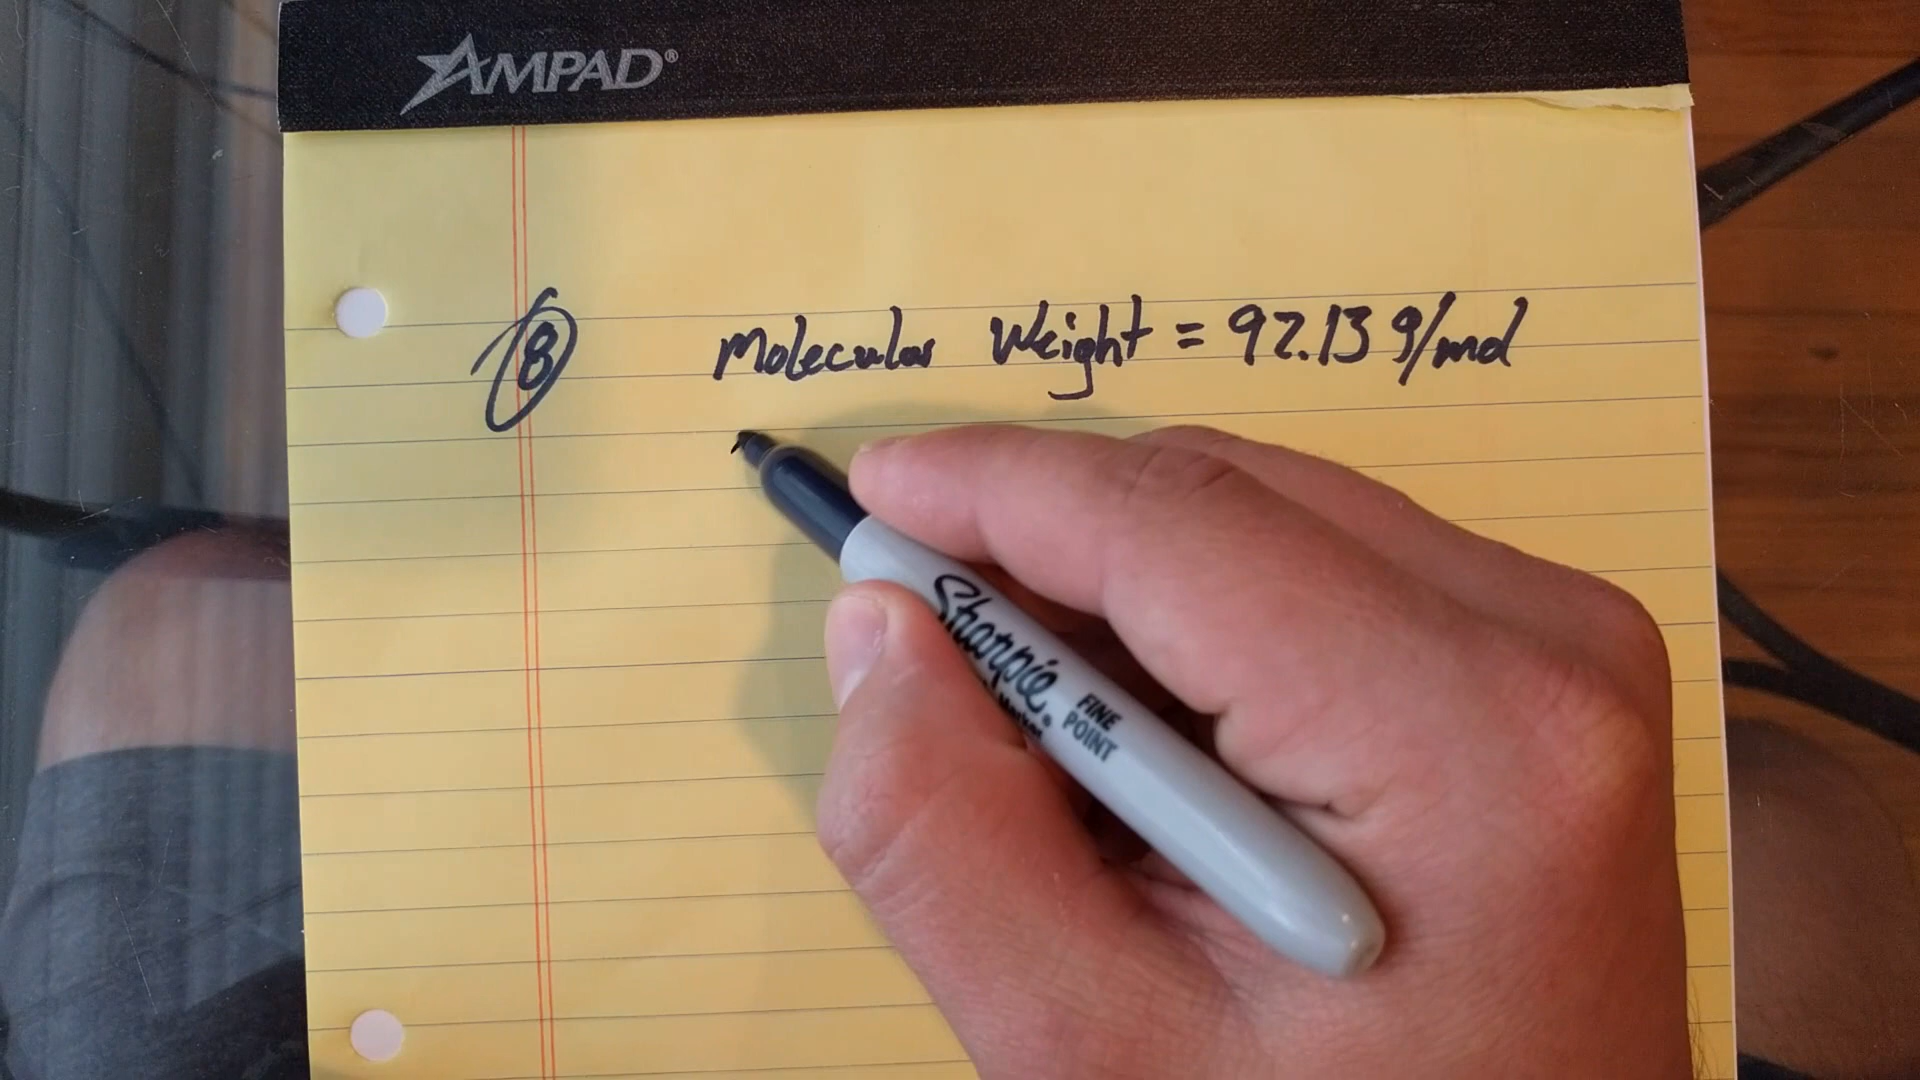 AMPAD®
8 Molecular Weight = 92.13 g/mol
Sharpie®
FINE
POINT